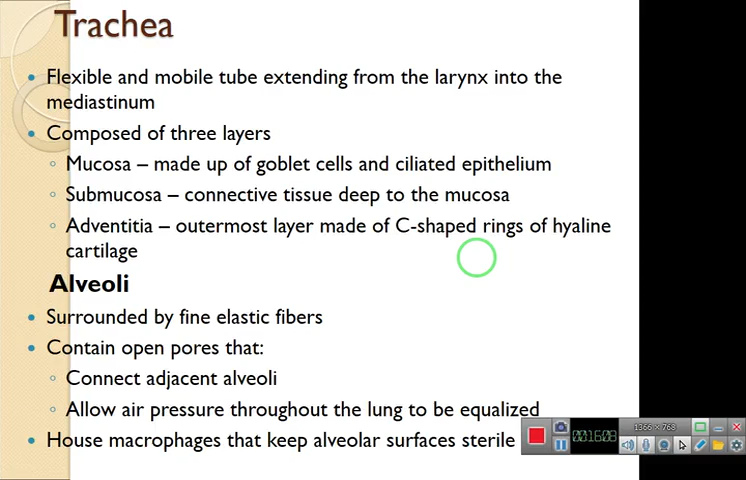 Trachea
• Flexible and mobile tube extending from the larynx into the
mediastinum
• Composed of three layers
◦ Mucosa – made up of goblet cells and ciliated epithelium
◦ Submucosa – connective tissue deep to the mucosa
◦ Adventitia – outermost layer made of C-shaped rings of hyaline
cartilage
Alveoli
• Surrounded by fine elastic fibers
• Contain open pores that:
◦ Connect adjacent alveoli
◦ Allow air pressure throughout the lung to be equalized
• House macrophages that keep alveolar surfaces sterile
1366 × 768